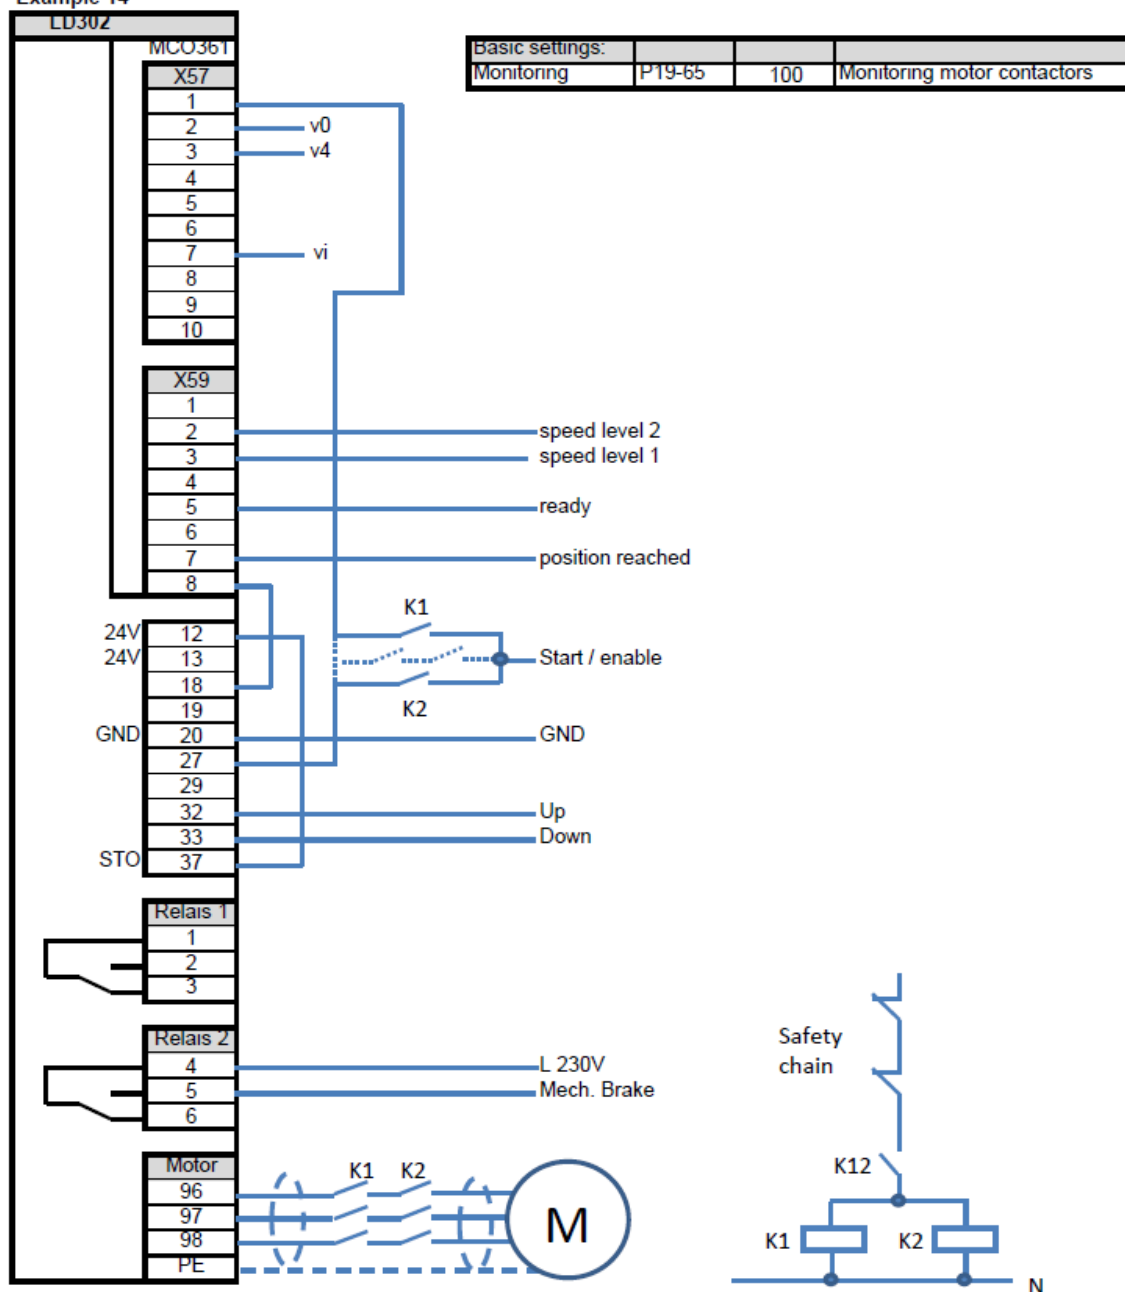 Example 14
LD302
MCO361
Basic settings:
Monitoring P19-65 100 Monitoring motor contactors
X57
1
2 v0
3 v4
4
5
6
7 vi
8
9
10
X59
1
2 speed level 2
3 speed level 1
4
5 ready
6
7 position reached
8
K1
24V 12
24V 13 Start / enable
18
19 K2
GND 20 GND
27
29
32 Up
33 Down
STO 37
Relais 1
1
2
3
Relais 2
4 L 230V
5 Mech. Brake
6
Safety
chain
Motor
K1 K2 K12
96
97 M
98
K1 K2
PE
N